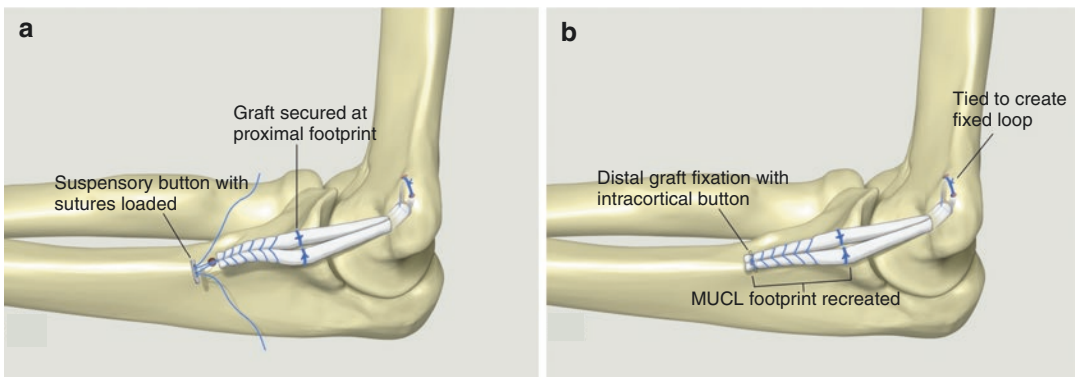 a
Graft secured at
proximal footprint
Suspensory button with
sutures loaded
b
Tied to create
fixed loop
Distal graft fixation with
intracortical button
MUCL footprint recreated